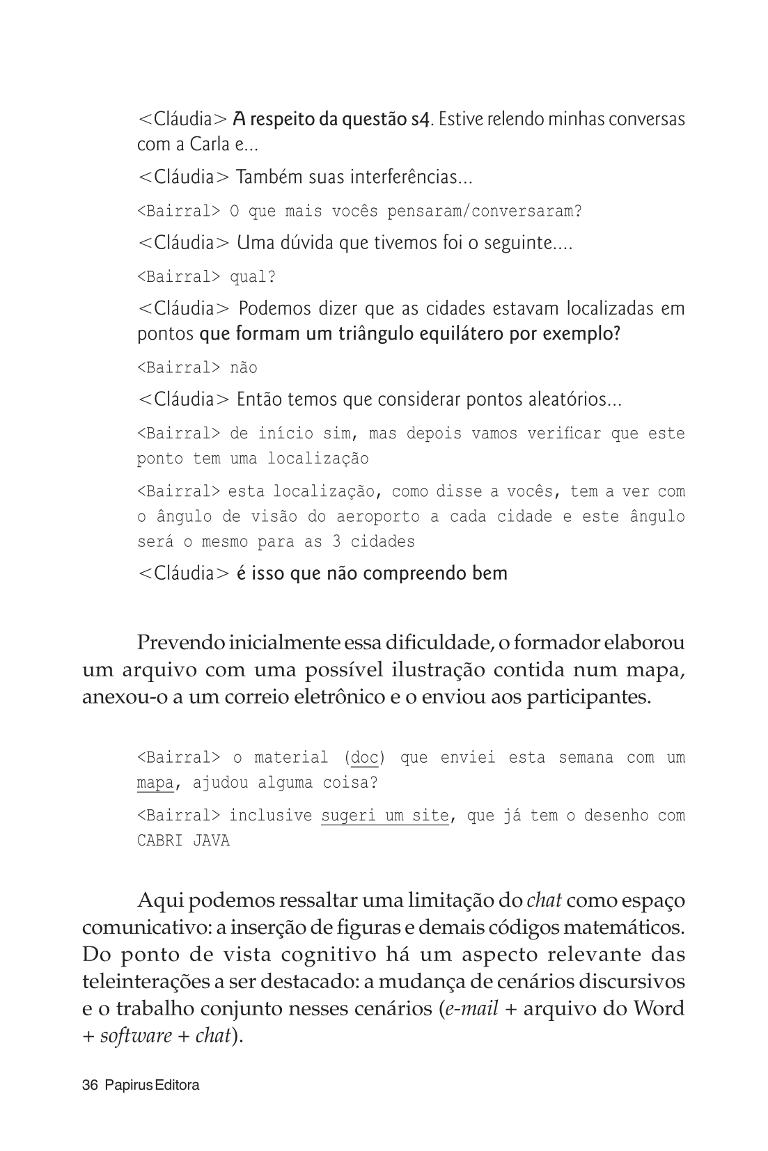 <Cláudia> A respeito da questão s4. Estive relendo minhas conversas
com a Carla e...
<Cláudia> Também suas interferências...
<Bairral> O que mais vocês pensaram/conversaram?
<Cláudia> Uma dúvida que tivemos foi o seguinte....
<Bairral> qual?
<Cláudia> Podemos dizer que as cidades estavam localizadas em
pontos que formam um triângulo equilátero por exemplo?
<Bairral> não
<Cláudia> Então temos que considerar pontos aleatórios...
<Bairral> de início sim, mas depois vamos verificar que este
ponto tem uma localização
<Bairral> esta localização, como disse a vocês, tem a ver com
o ângulo de visão do aeroporto a cada cidade e este ângulo
será o mesmo para as 3 cidades
<Cláudia> é isso que não compreendo bem
Prevendo inicialmente essa dificuldade, o formador elaborou
um arquivo com uma possível ilustração contida num mapa,
anexou-o a um correio eletrônico e o enviou aos participantes.
<Bairral> o material (doc) que enviei esta semana com um
mapa, ajudou alguma coisa?
<Bairral> inclusive sugeri um site, que já tem o desenho com
CABRI JAVA
Aqui podemos ressaltar uma limitação do chat como espaço
comunicativo: a inserção de figuras e demais códigos matemáticos.
Do ponto de vista cognitivo há um aspecto relevante das
teleinterações a ser destacado: a mudança de cenários discursivos
e o trabalho conjunto nesses cenários (e-mail + arquivo do Word
+ software + chat).
36 Papirus Editora